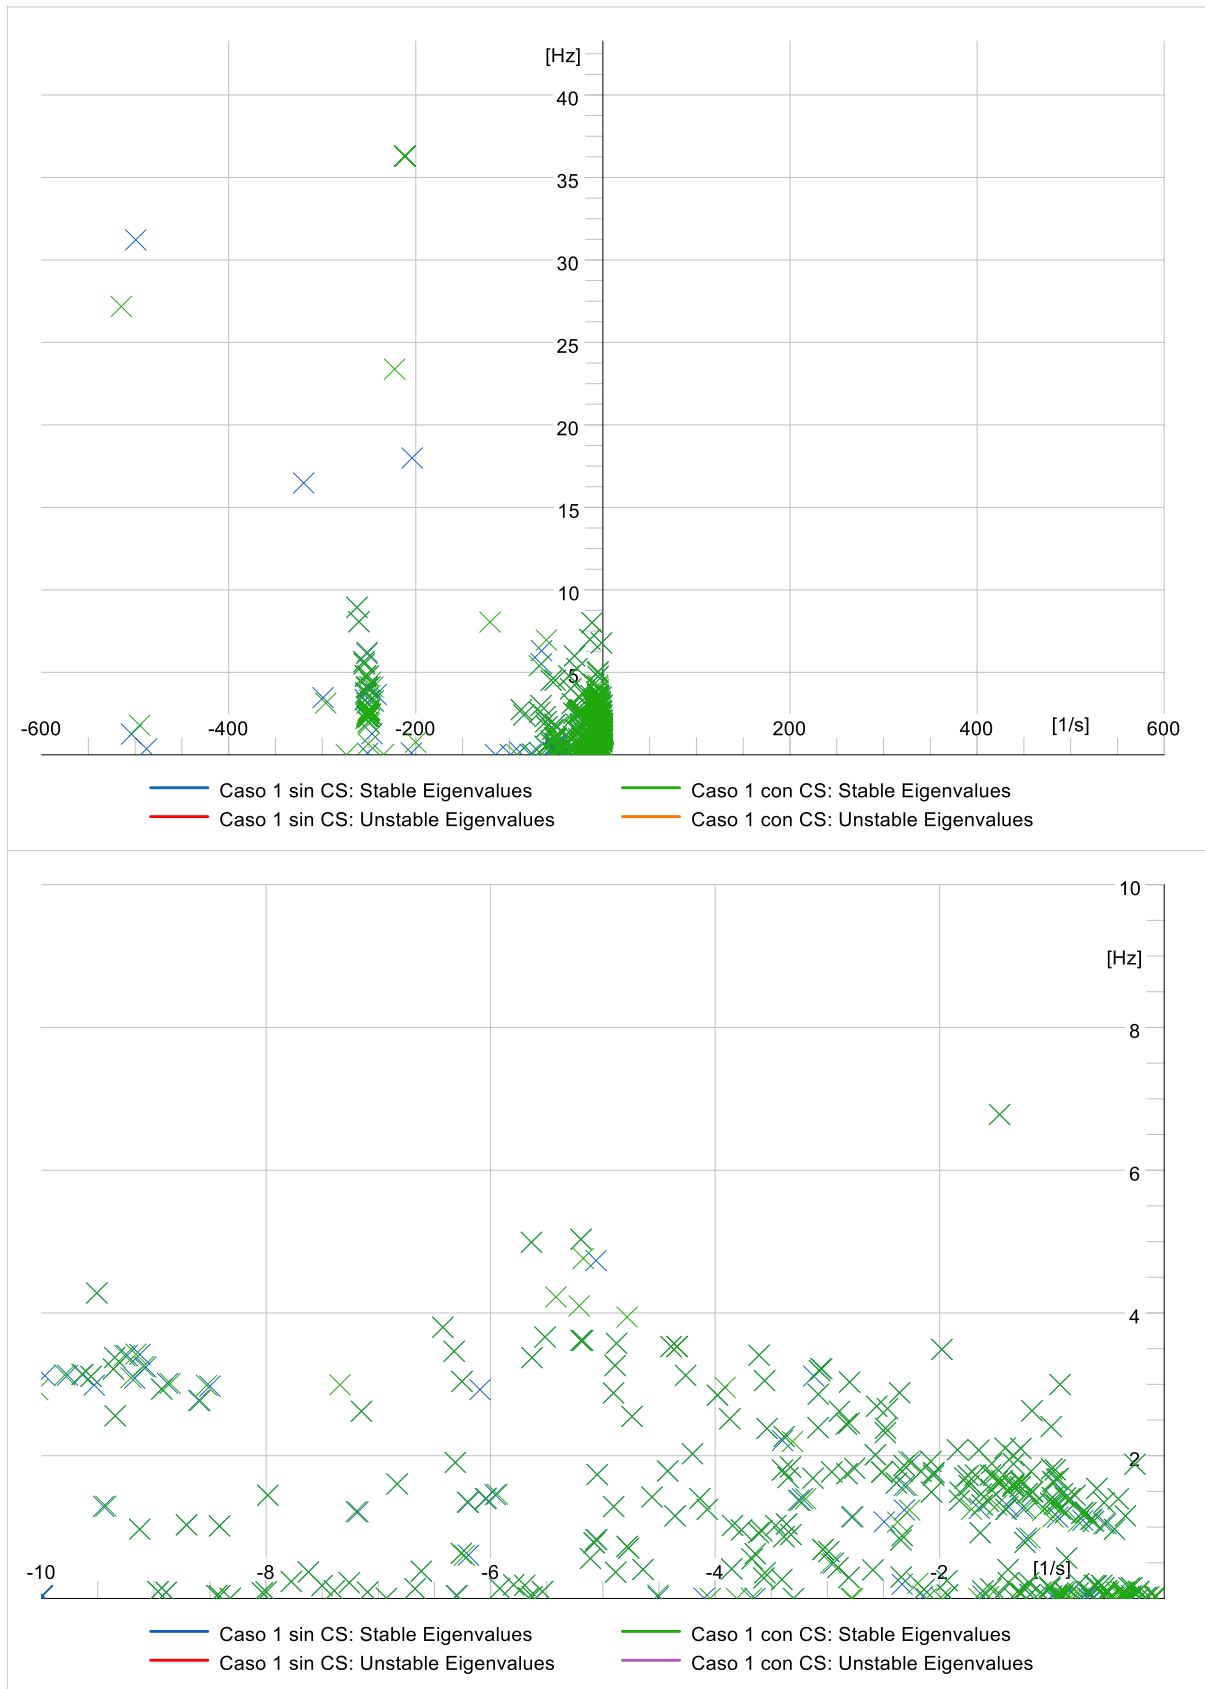 [Hz]
40
35
30
25
20
15
10
5
-600
-400
-200
200
400
[1/s]
600
Caso 1 sin CS: Stable Eigenvalues
Caso 1 con CS: Stable Eigenvalues
Caso 1 sin CS: Unstable Eigenvalues
Caso 1 con CS: Unstable Eigenvalues
10
[Hz]
8
6
4
2
-10
-8
-6
-4
-2
[1/s]
Caso 1 sin CS: Stable Eigenvalues
Caso 1 con CS: Stable Eigenvalues
Caso 1 sin CS: Unstable Eigenvalues
Caso 1 con CS: Unstable Eigenvalues